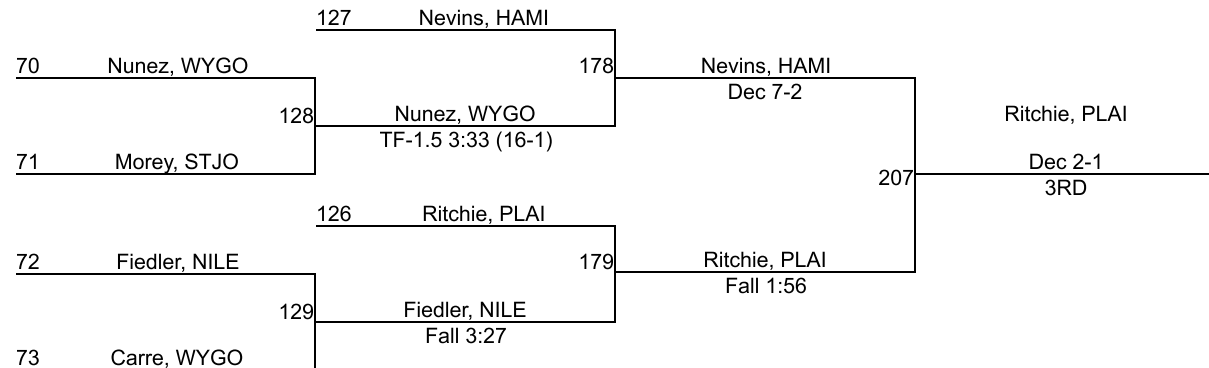 127 Nevins, HAMI
70 Nunez, WYGO
178 Nevins, HAMI
Dec 7-2
128 Nunez, WYGO
TF-1.5 3:33 (16-1)
Ritchie, PLAI
71 Morey, STJO
Dec 2-1
207
3RD
126 Ritchie, PLAI
72 Fiedler, NILE
179 Ritchie, PLAI
Fall 1:56
129 Fiedler, NILE
Fall 3:27
73 Carre, WYGO